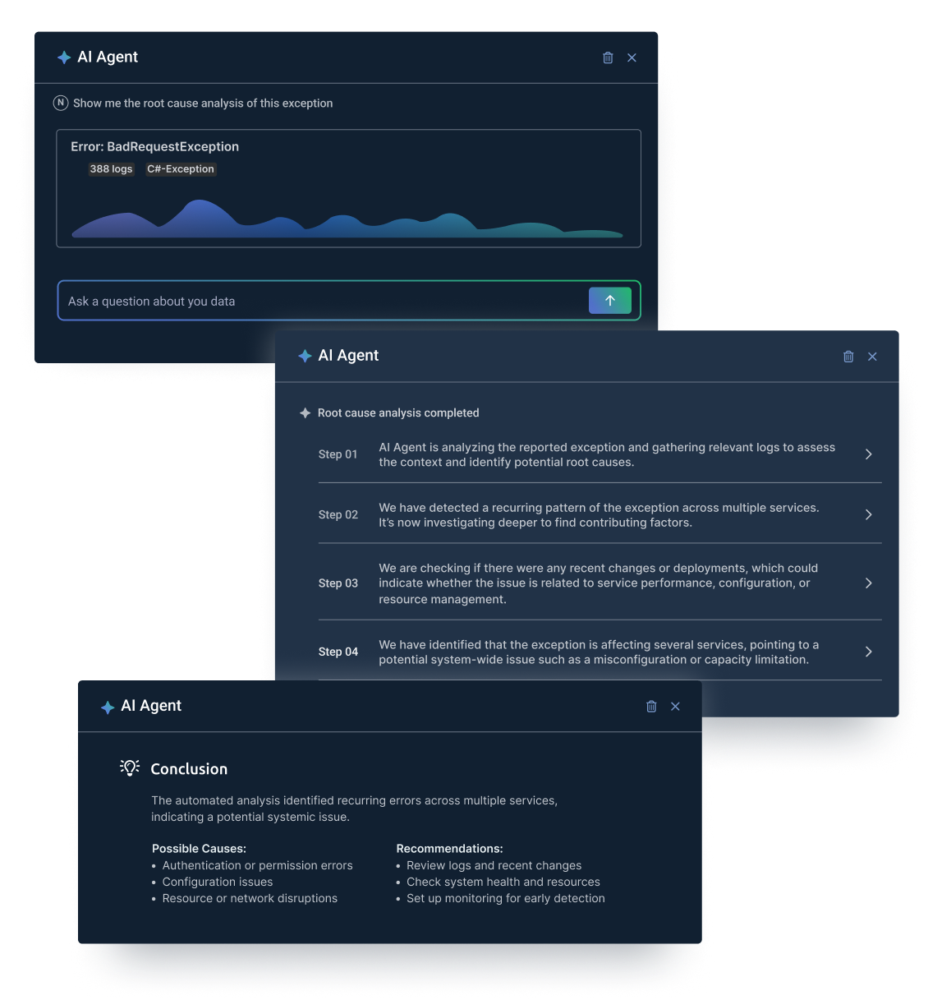 AI Agent
N Show me the root cause analysis of this exception
Error: BadRequestException
388 logs C#-Exception
Ask a question about you data
AI Agent
Root cause analysis completed
Step 01
AI Agent is analyzing the reported exception and gathering relevant logs to assess
the context and identify potential root causes.
Step 02
We have detected a recurring pattern of the exception across multiple services.
It's now investigating deeper to find contributing factors.
Step 03
We are checking if there were any recent changes or deployments, which could
indicate whether the issue is related to service performance, configuration, or
resource management.
Step 04
We have identified that the exception is affecting several services, pointing to a
potential system-wide issue such as a misconfiguration or capacity limitation.
AI Agent
Conclusion
The automated analysis identified recurring errors across multiple services,
indicating a potential systemic issue.
Possible Causes:
• Authentication or permission errors
• Configuration issues
• Resource or network disruptions
Recommendations:
• Review logs and recent changes
• Check system health and resources
• Set up monitoring for early detection